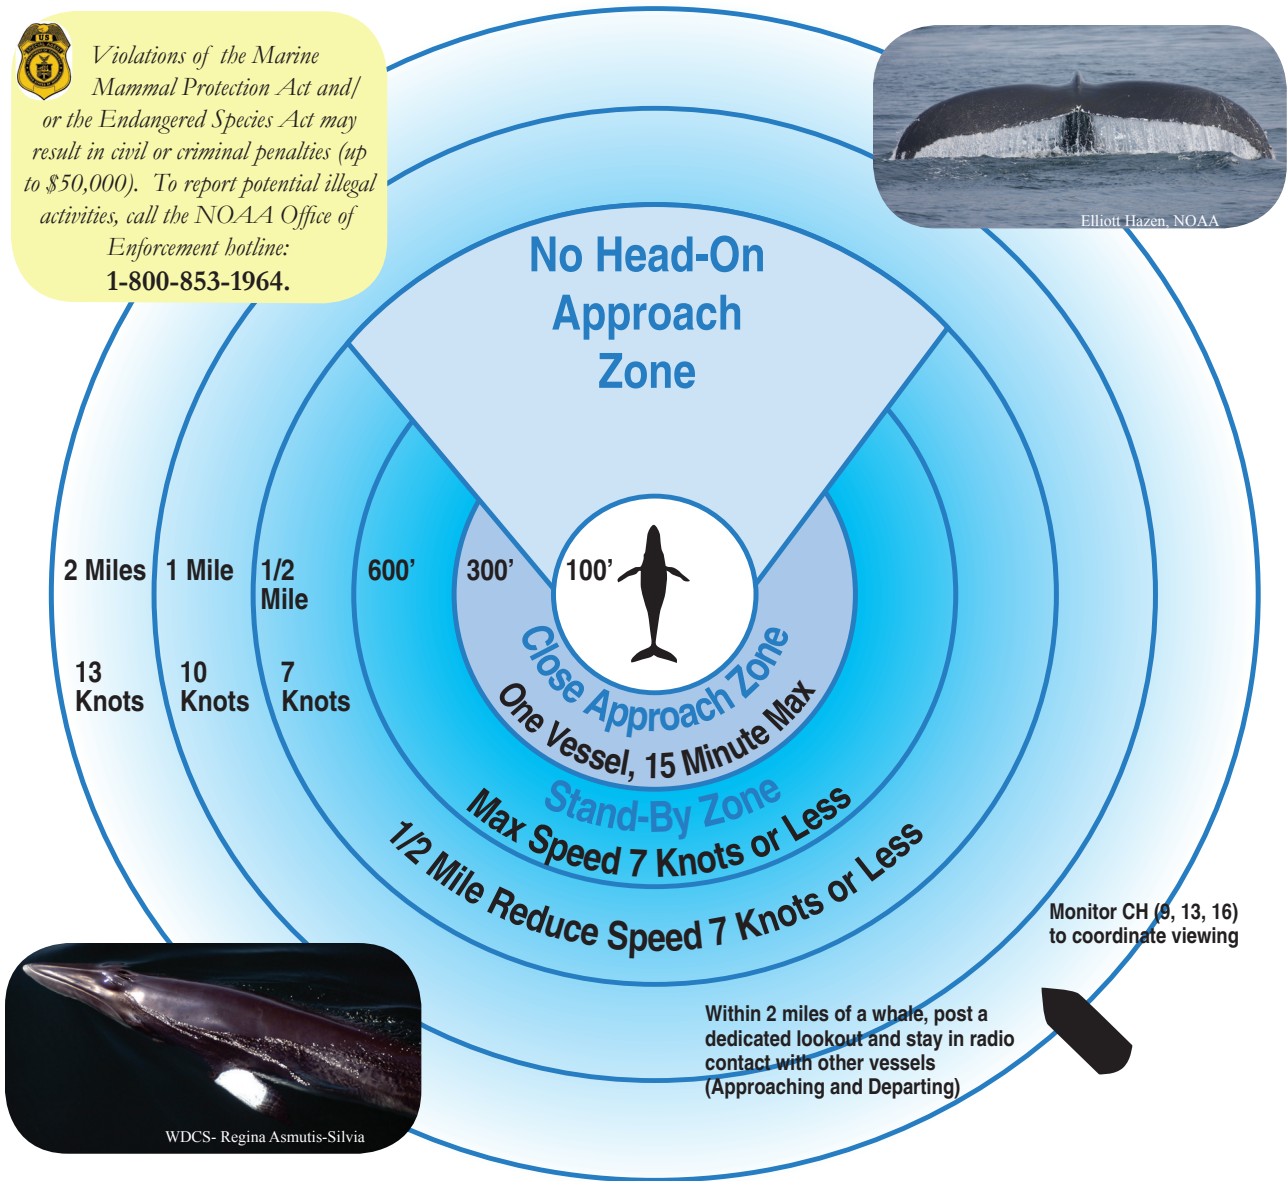 Violations of the Marine
Mammal Protection Act and/
or the Endangered Species Act may
result in civil or criminal penalties (up
to $50,000). To report potential illegal
activities, call the NOAA Office of
Enforcement hotline:
1-800-853-1964.
US
Elliott Hazen, NOAA
No Head-On
Approach
Zone
2 Miles
1 Mile
1/2
Mile
600’
300’
100’
13
Knots
10
Knots
7
Knots
Close Approach Zone
One Vessel, 15 Minute Max
Stand-By Zone
Max Speed 7 Knots or Less
1/2 Mile Reduce Speed 7 Knots or Less
Monitor CH (9, 13, 16)
to coordinate viewing
Within 2 miles of a whale, post a
dedicated lookout and stay in radio
contact with other vessels
(Approaching and Departing)
WDCS- Regina Asmutis-Silvia